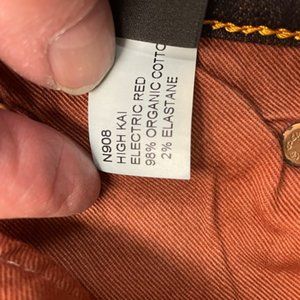 N908
HIGH KAI
ELECTRIC RED
98% ORGANIC COTTO
2% ELASTANE